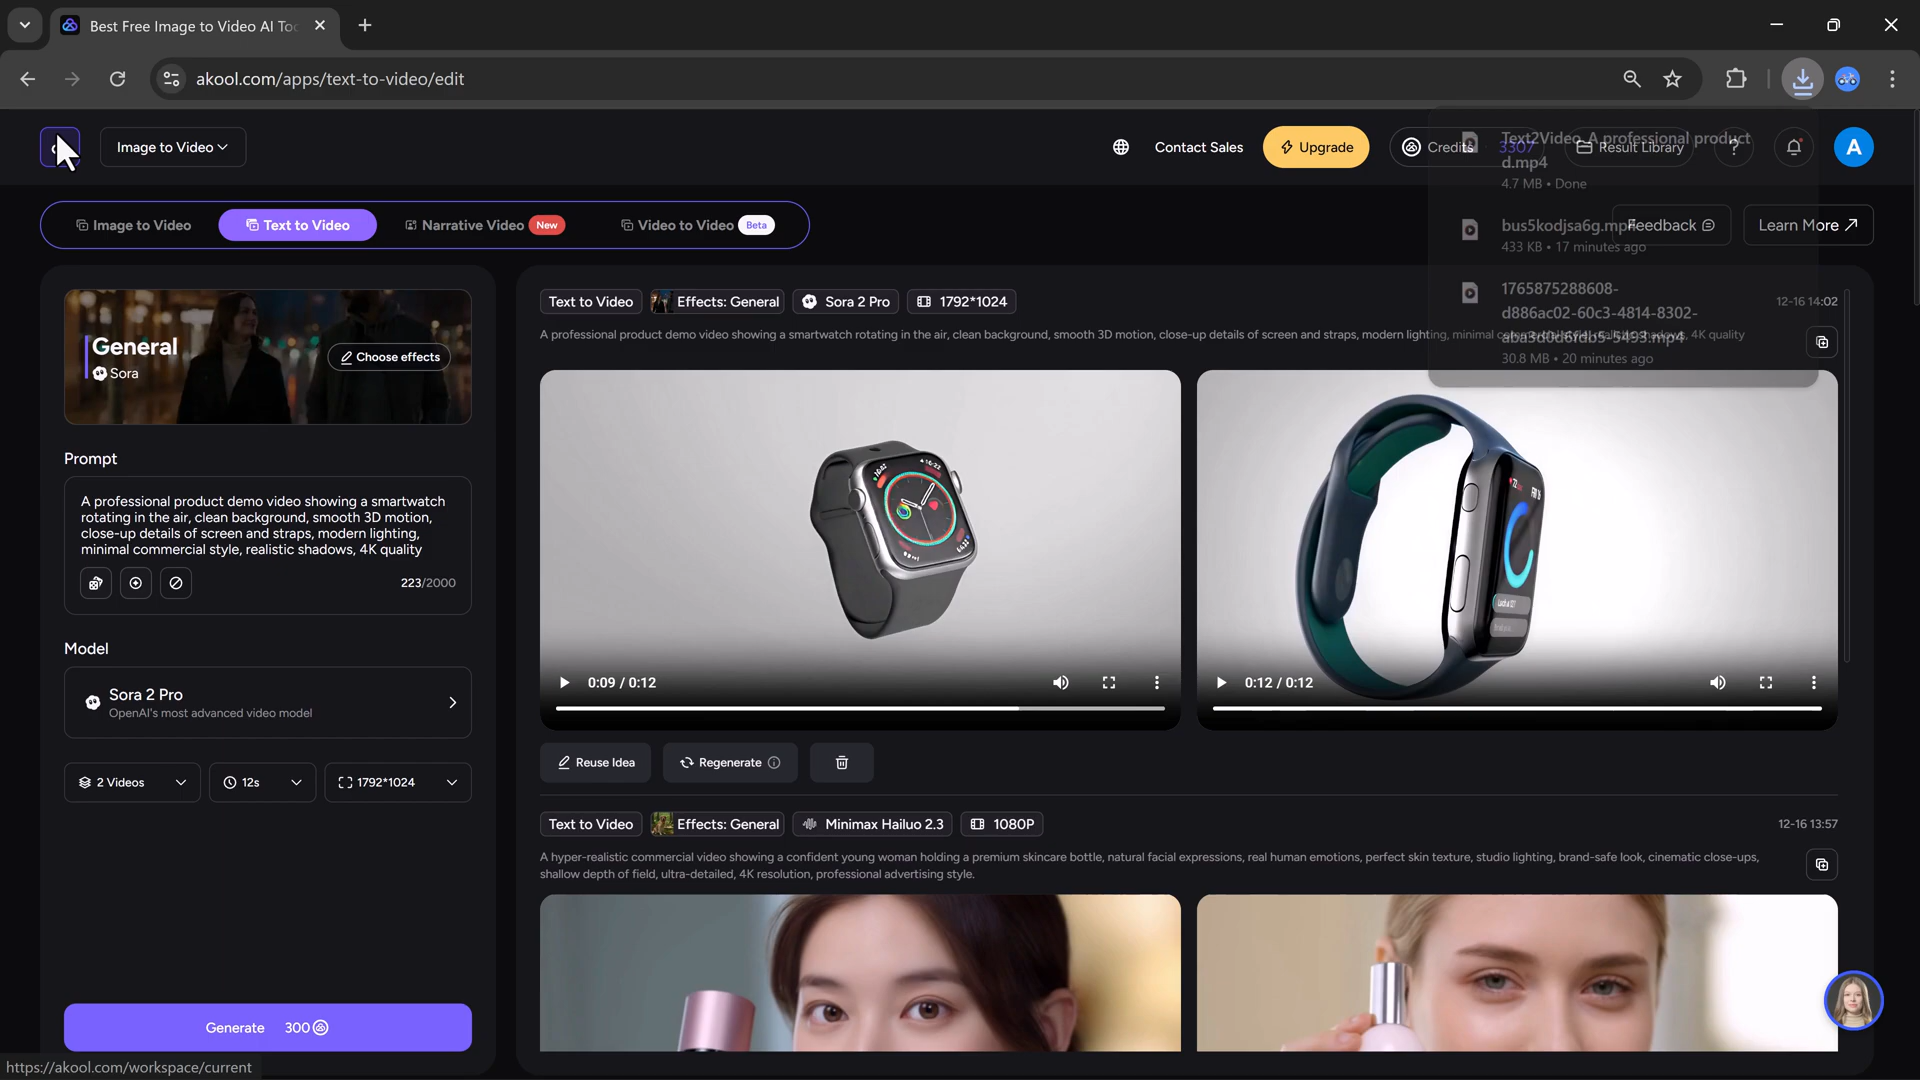 Best Free Image to Video AI Too
akool.com/apps/text-to-video/edit
Image to Video
Contact Sales
Upgrade
Credits 3307
Result Library
?
A
Text2Video_A professional product
d.mp4
4.7 MB • Done
bus5kodjsa6g.mp4
433 KB • 17 minutes ago
1765875288608-
d886ac02-60c3-4814-8302-
aba3d0d6fdb5-5493.mp4
30.8 MB • 20 minutes ago
Image to Video
Text to Video
Narrative Video New
Video to Video Beta
Feedback
Learn More
General
Sora
Choose effects
Prompt
A professional product demo video showing a smartwatch
rotating in the air, clean background, smooth 3D motion,
close-up details of screen and straps, modern lighting,
minimal commercial style, realistic shadows, 4K quality
223/2000
Model
Sora 2 Pro
OpenAI's most advanced video model
2 Videos
12s
1792*1024
Generate 300
Text to Video
Effects: General
Sora 2 Pro
1792*1024
12-16 14:02
A professional product demo video showing a smartwatch rotating in the air, clean background, smooth 3D motion, close-up details of screen and straps, modern lighting, minimal commercial style, realistic shadows, 4K quality
0:09 / 0:12
0:12 / 0:12
Reuse Idea
Regenerate
Text to Video
Effects: General
Minimax Hailuo 2.3
1080P
12-16 13:57
A hyper-realistic commercial video showing a confident young woman holding a premium skincare bottle, natural facial expressions, real human emotions, perfect skin texture, studio lighting, brand-safe look, cinematic close-ups,
shallow depth of field, ultra-detailed, 4K resolution, professional advertising style.
https://akool.com/workspace/current